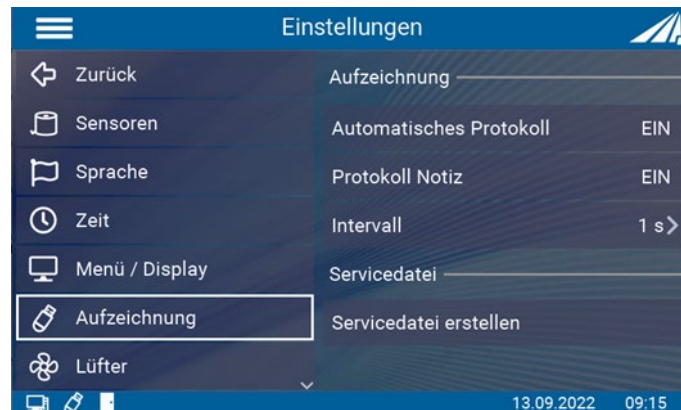 Einstellungen
Zurück
Sensoren
Sprache
Zeit
Menü / Display
Aufzeichnung
Lüfter
Aufzeichnung
Automatisches Protokoll EIN
Protokoll Notiz EIN
Intervall 1 s
Servicedatei
Servicedatei erstellen
13.09.2022 09:15